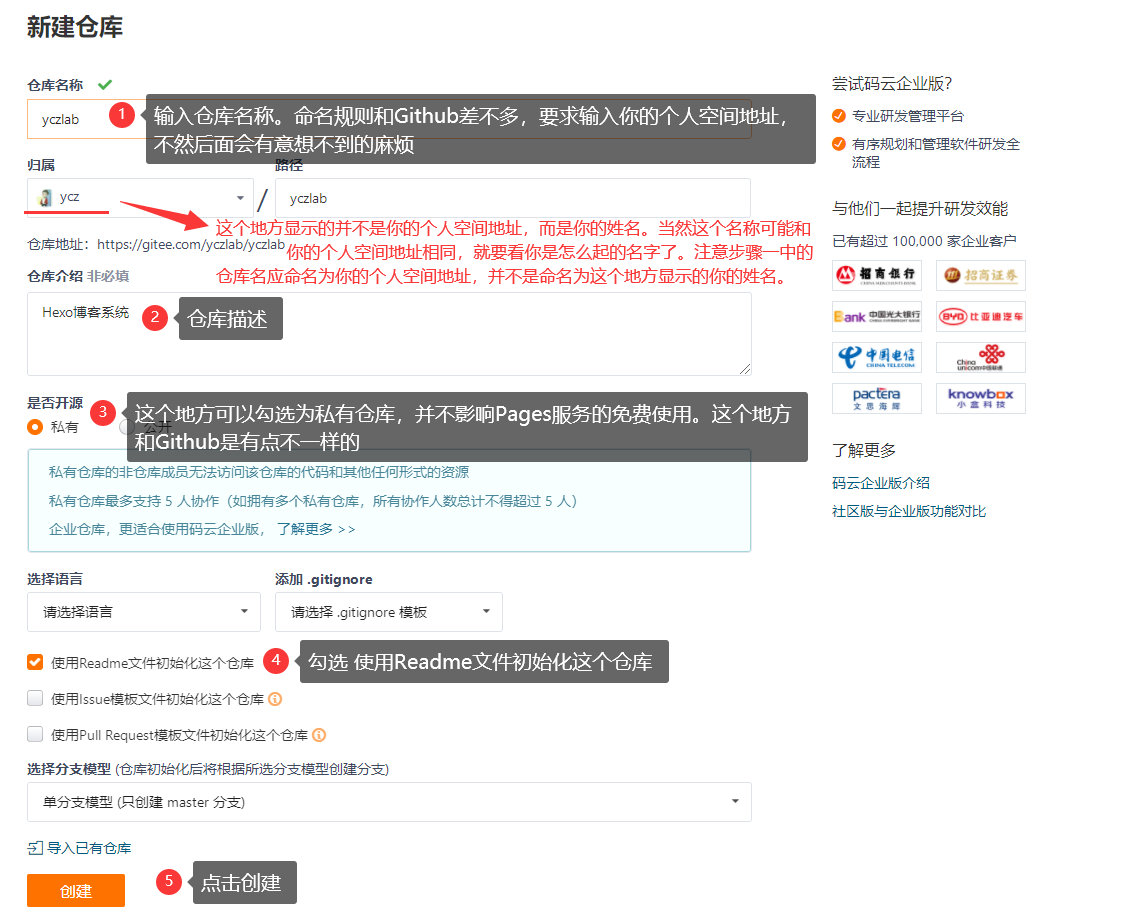 新建仓库
仓库名称
yczlab
1
输入仓库名称。命名规则和Github差不多，要求输入你的个人空间地址，
不然后面会有意想不到的麻烦
归属
路径
ycz
/
yczlab
这个地方显示的并不是你的个人空间地址，而是你的姓名。当然这个名称可能和
仓库地址：https://gitee.com/yczlab/yczlab
你的个人空间地址相同，就要看你是怎么起的名字了。注意步骤一中的
仓库名应命名为你的个人空间地址，并不是命名为这个地方显示的你的姓名。
仓库介绍 非必填
Hexo博客系统
2
仓库描述
是否开源
3
这个地方可以勾选为私有仓库，并不影响Pages服务的免费使用。这个地方
和Github是有点不一样的
私有
公开
私有仓库的非仓库成员无法访问该仓库的代码和其他任何形式的资源
私有仓库最多支持 5 人协作（如拥有多个私有仓库，所有协作人数总计不得超过 5 人）
企业仓库，更适合使用码云企业版， 了解更多 >>
选择语言
添加 .gitignore
请选择语言
请选择 .gitignore 模板
使用Readme文件初始化这个仓库
4
勾选 使用Readme文件初始化这个仓库
使用Issue模板文件初始化这个仓库
使用Pull Request模板文件初始化这个仓库
选择分支模型 (仓库初始化后将根据所选分支模型创建分支)
单分支模型 (只创建 master 分支)
导入已有仓库
创建
5
点击创建
尝试码云企业版？
专业研发管理平台
有序规划和管理软件研发全
流程
与他们一起提升研发效能
已有超过 100,000 家企业客户
招商银行
CHINA MERCHANTS BANK
招商证券
Bank 中国光大银行
CHINA EVERBRIGHT BANK
BYD 比亚迪汽车
中国电信
CHINA TELECOM
China
unicom中国联通
pactera
文思海辉
knowbox
小盒科技
了解更多
码云企业版介绍
社区版与企业版功能对比